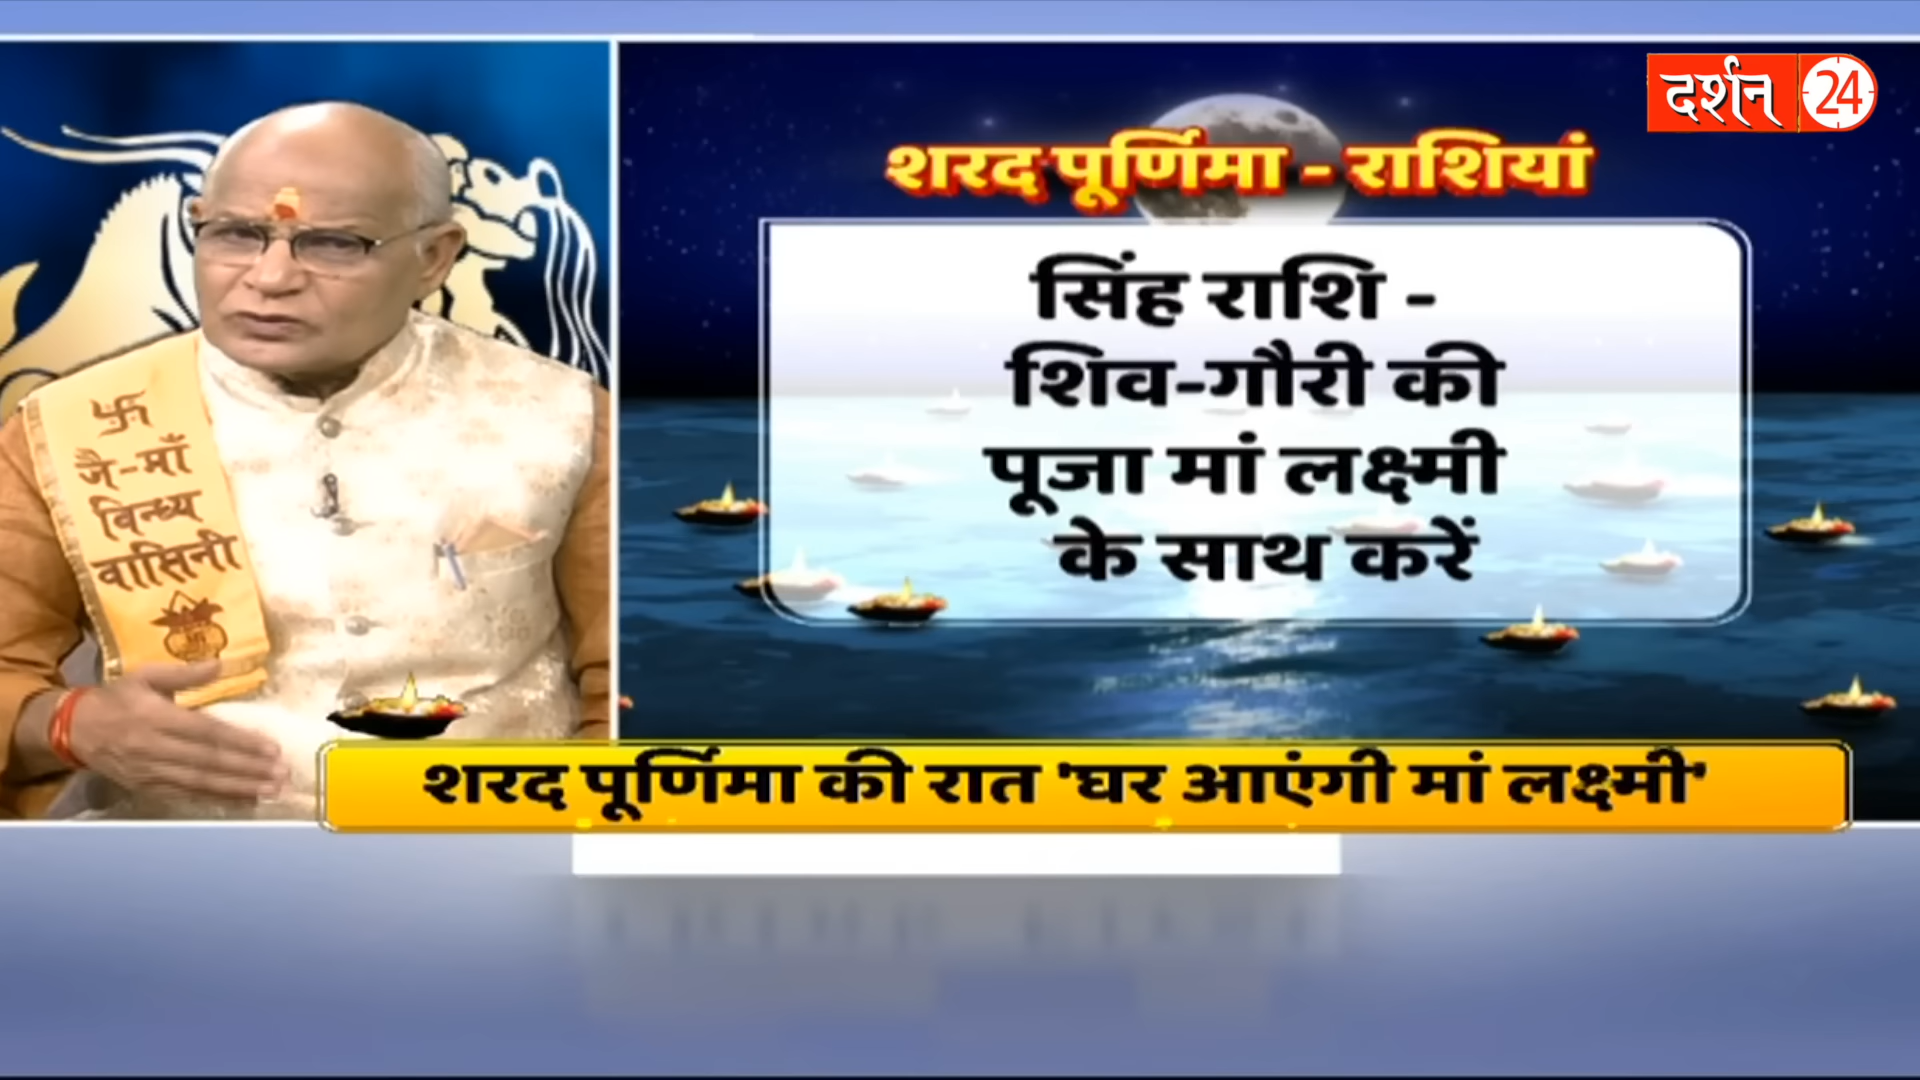 दर्शन 24
शरद पूर्णिमा - राशियां
सिंह राशि -
शिव-गौरी की
पूजा मां लक्ष्मी
के साथ करें
जै-माँ
विन्ध्य
वासिनी
शरद पूर्णिमा की रात 'घर आएंगी मां लक्ष्मी'